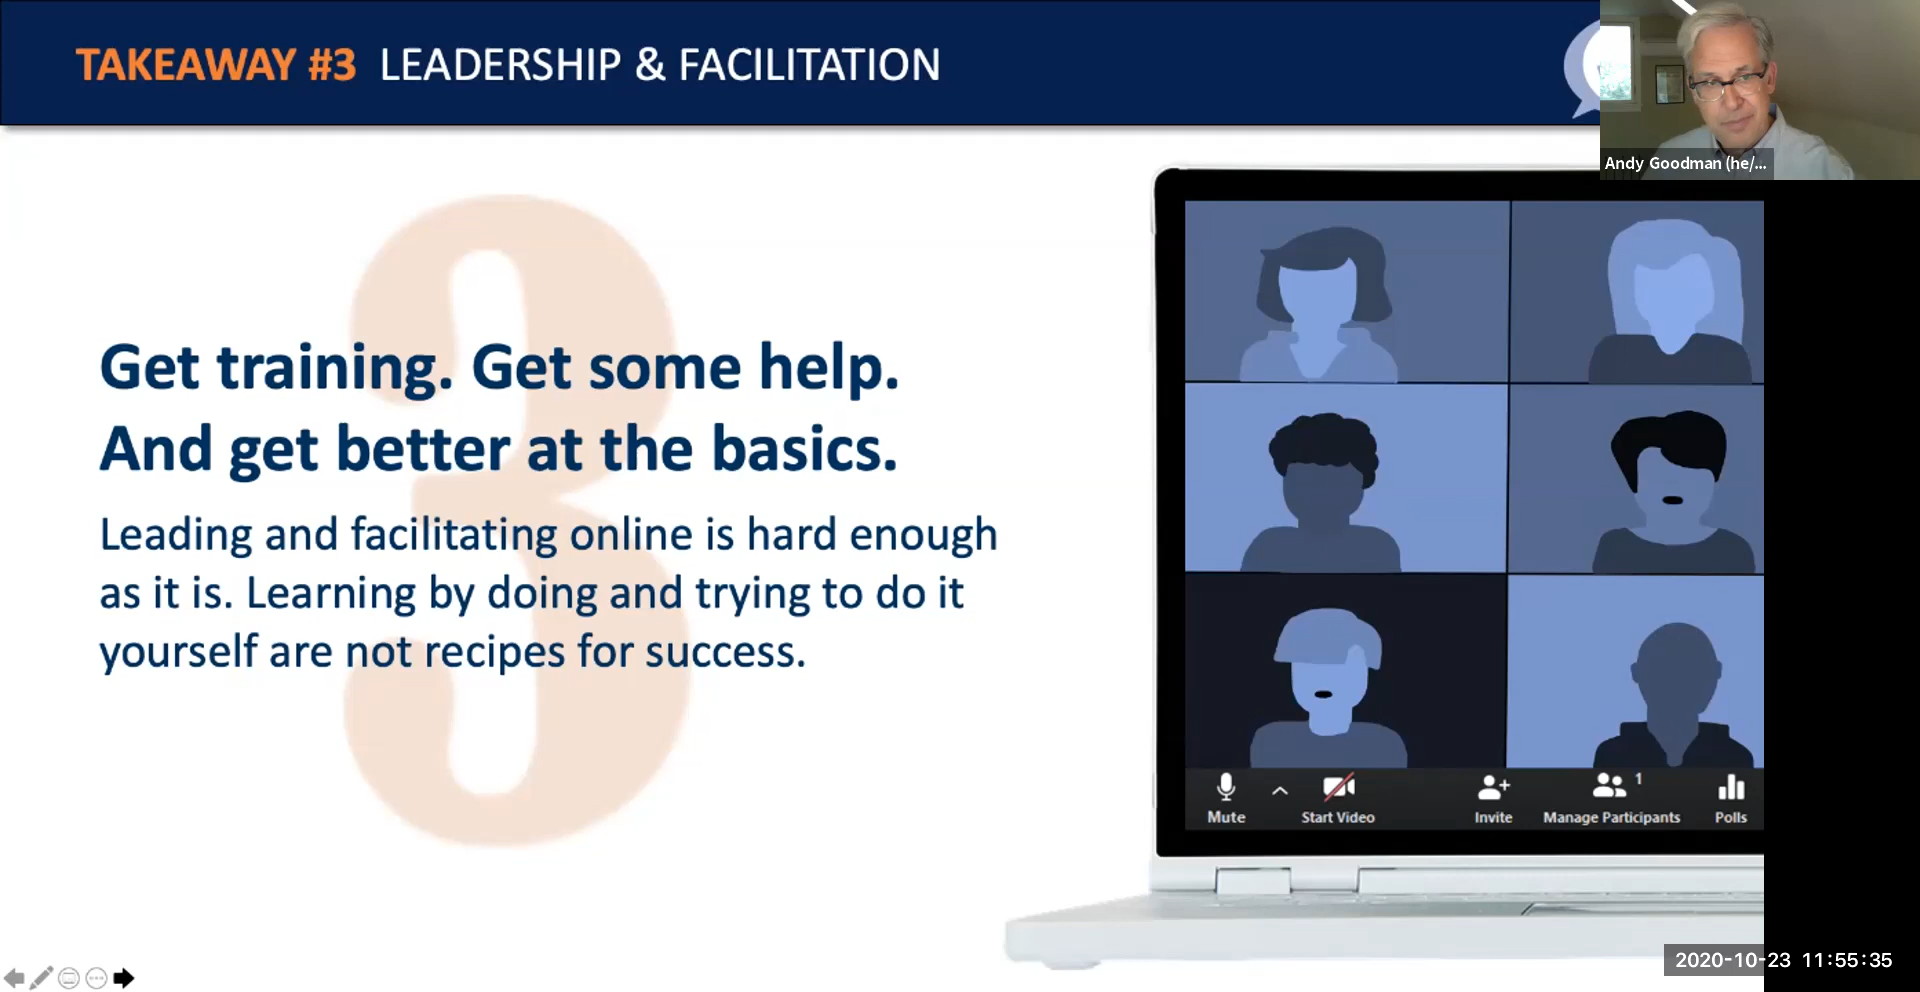 TAKEAWAY #3 LEADERSHIP & FACILITATION
Andy Goodman (he/...
3
Get training. Get some help.
And get better at the basics.
Leading and facilitating online is hard enough
as it is. Learning by doing and trying to do it
yourself are not recipes for success.
1
Mute
Start Video
Invite
Manage Participants
Polls
2020-10-23 11:55:35